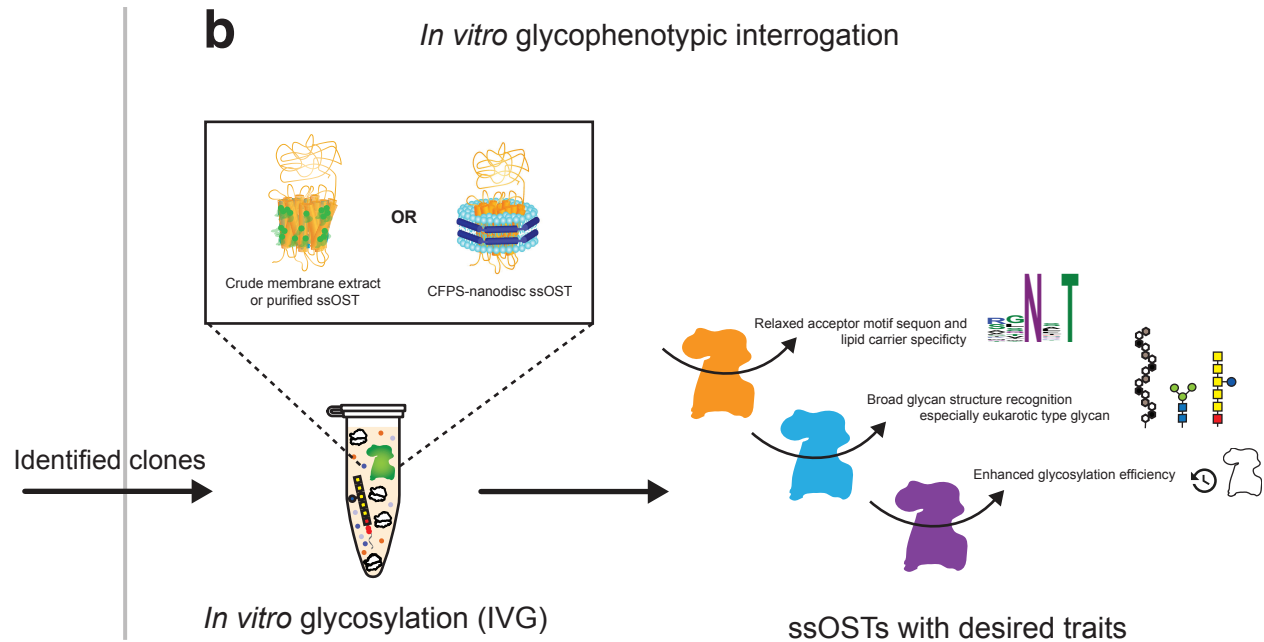 b
In vitro glycophenotypic interrogation
OR
Crude membrane extract
or purified ssOST
CFPS-nanodisc ssOST
Relaxed acceptor motif sequon and
lipid carrier specificty
N T
Broad glycan structure recognition
especially eukarotic type glycan
Enhanced glycosylation efficiency
Identified clones
In vitro glycosylation (IVG)
ssOSTs with desired traits